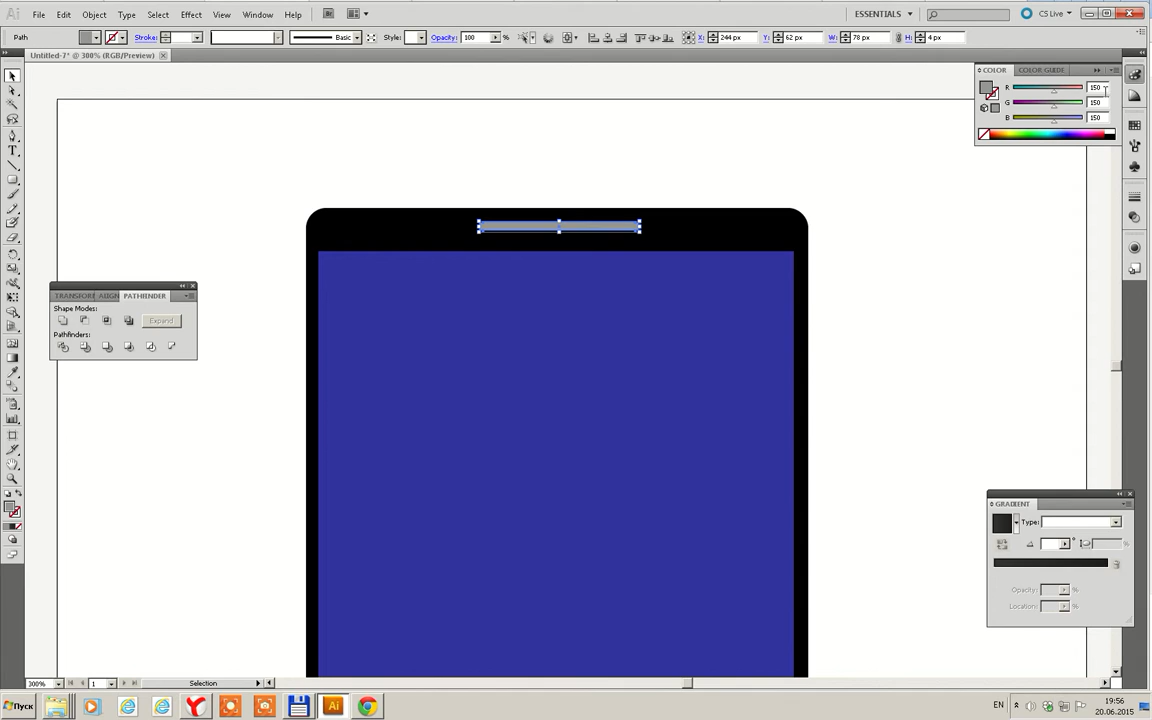 Ai File Edit Object Type Select Effect View Window Help Br ESSENTIALS CS Live
Path Stroke: Basic Style: Opacity: 100 % X: 244 px Y: 62 px W: 78 px H: 4 px
Untitled-7* @ 300% (RGB/Preview)
COLOR COLOR GUIDE
R 150
G 150
B 150
TRANSFORM ALIGN PATHFINDER
Shape Modes:
Expand
Pathfinders:
GRADIENT
Type:
%
Opacity: %
Location: %
300% 1 Selection
Пуск Ai EN 19:56
20.06.2015